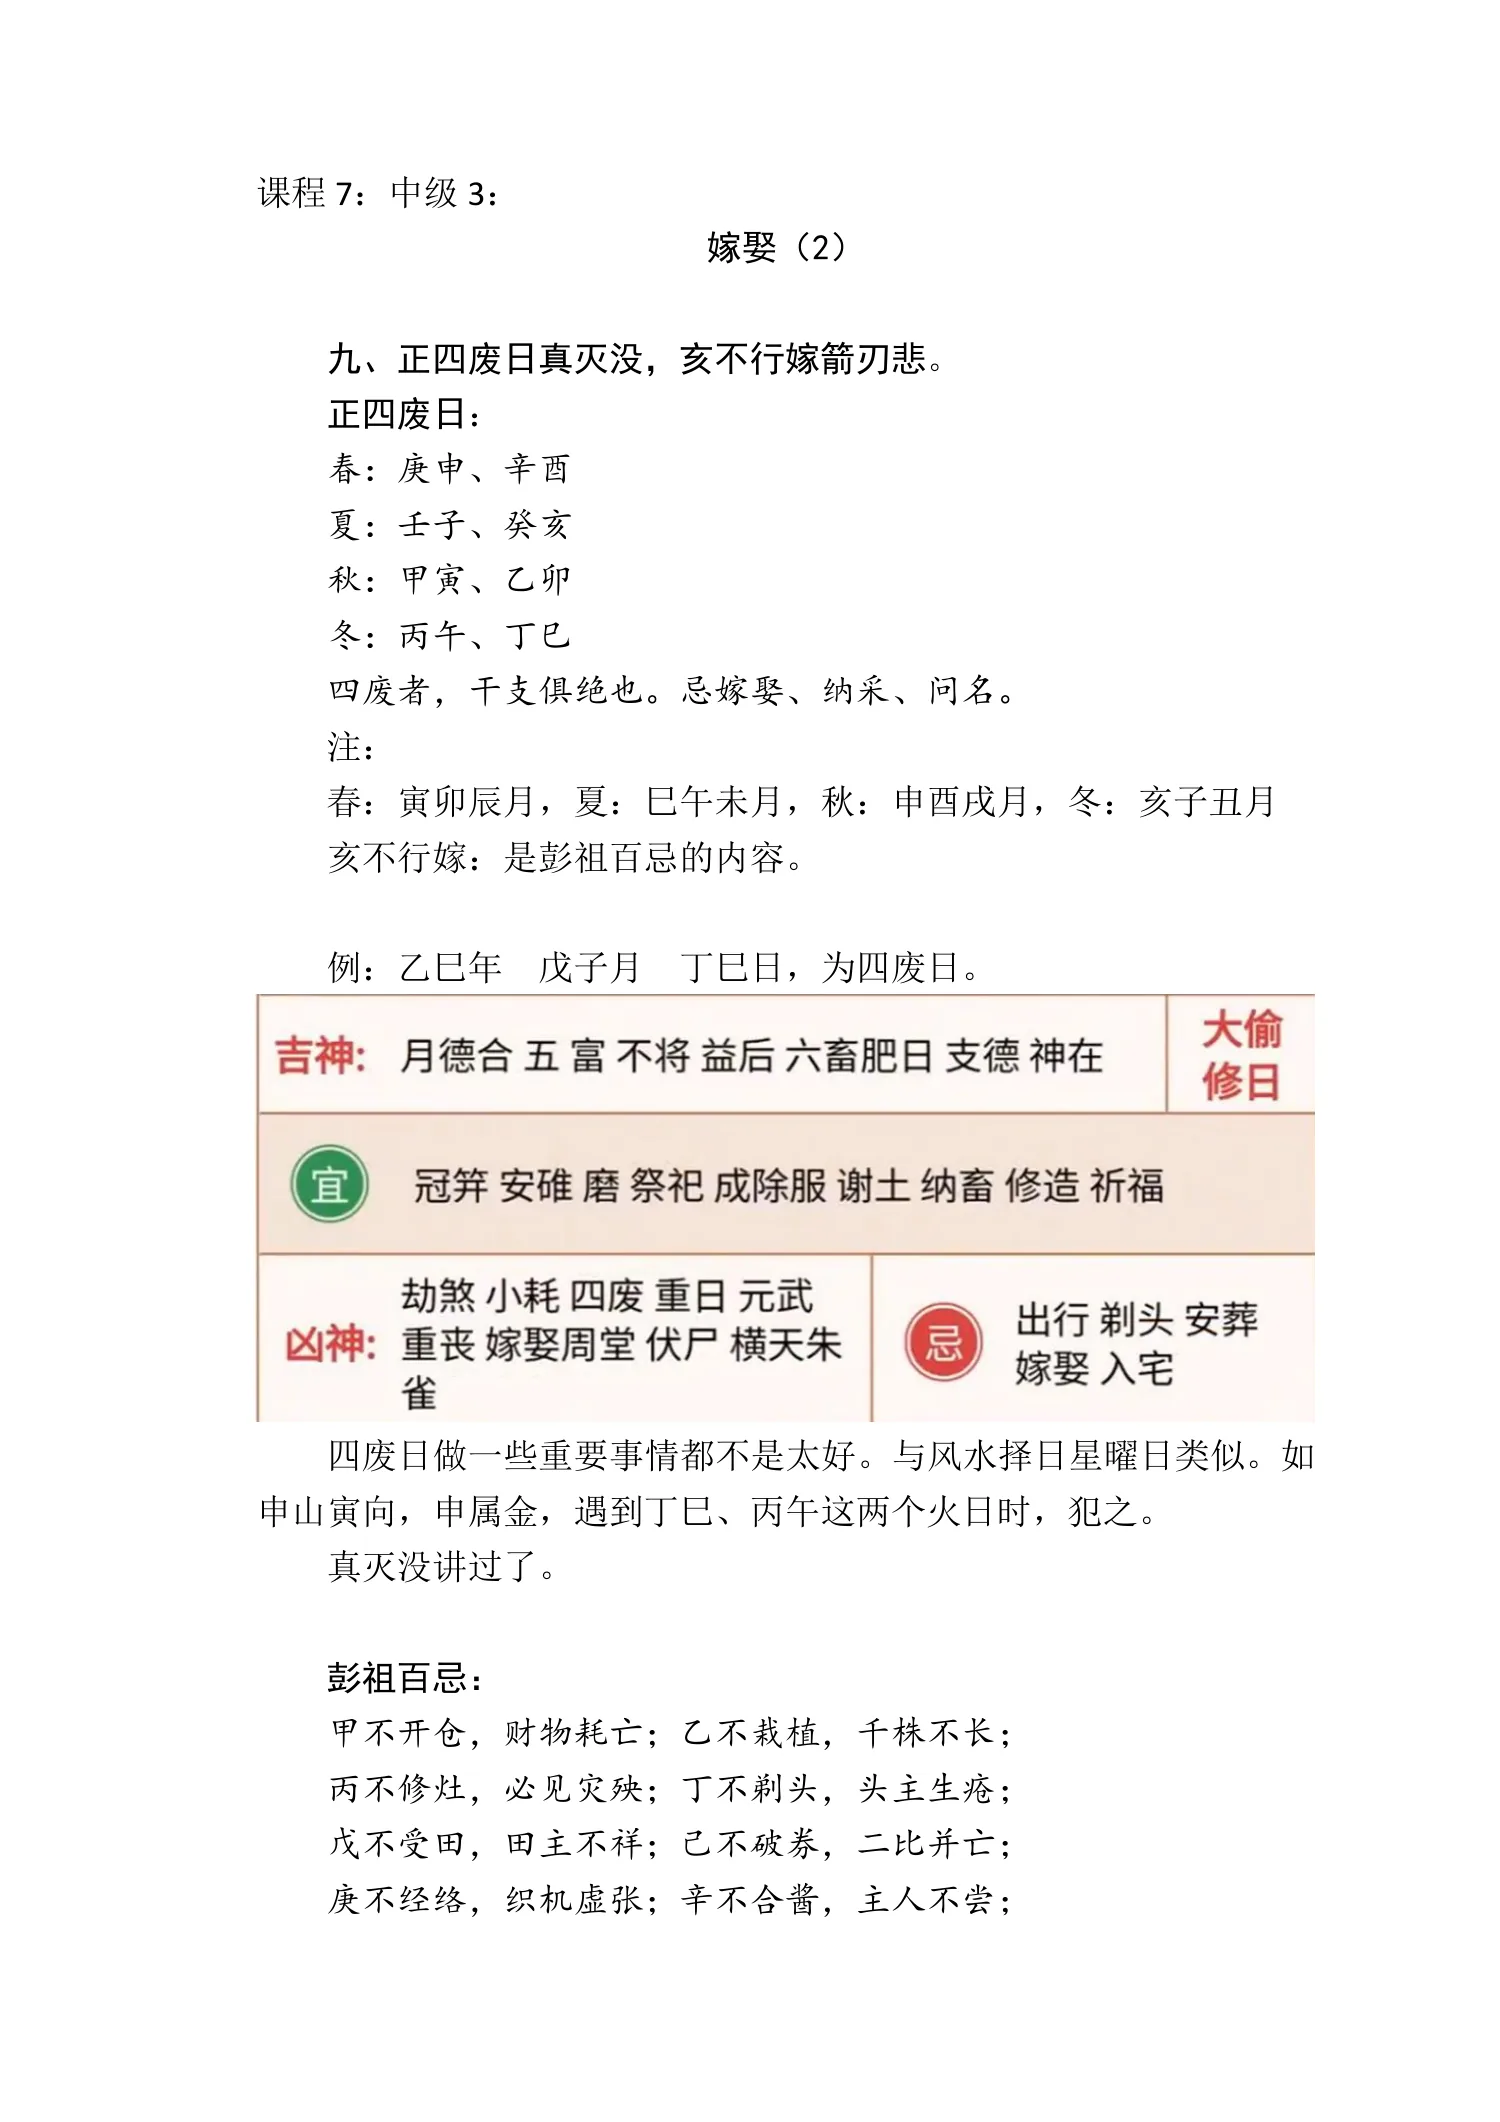 课程 7：中级 3：
嫁娶（2）
九、正四废日真灭没，亥不行嫁箭刃悲。
正四废日：
春：庚申、辛酉
夏：壬子、癸亥
秋：甲寅、乙卯
冬：丙午、丁巳
四废者，干支俱绝也。忌嫁娶、纳采、问名。
注：
春：寅卯辰月，夏：巳午未月，秋：申酉戌月，冬：亥子丑月
亥不行嫁：是彭祖百忌的内容。
例：乙巳年　戊子月　丁巳日，为四废日。
吉神: 月德合 五 富 不将 益后 六畜肥日 支德 神在
大偷
修日
宜 冠笄 安碓 磨 祭祀 成除服 谢土 纳畜 修造 祈福
凶神: 劫煞 小耗 四废 重日 元武
重丧 嫁娶周堂 伏尸 横天朱
雀
忌 出行 剃头 安葬
嫁娶 入宅
四废日做一些重要事情都不是太好。与风水择日星曜日类似。如
申山寅向，申属金，遇到丁巳、丙午这两个火日时，犯之。
真灭没讲过了。
彭祖百忌：
甲不开仓，财物耗亡；乙不栽植，千株不长；
丙不修灶，必见灾殃；丁不剃头，头主生疮；
戊不受田，田主不祥；己不破券，二比并亡；
庚不经络，织机虚张；辛不合酱，主人不尝；